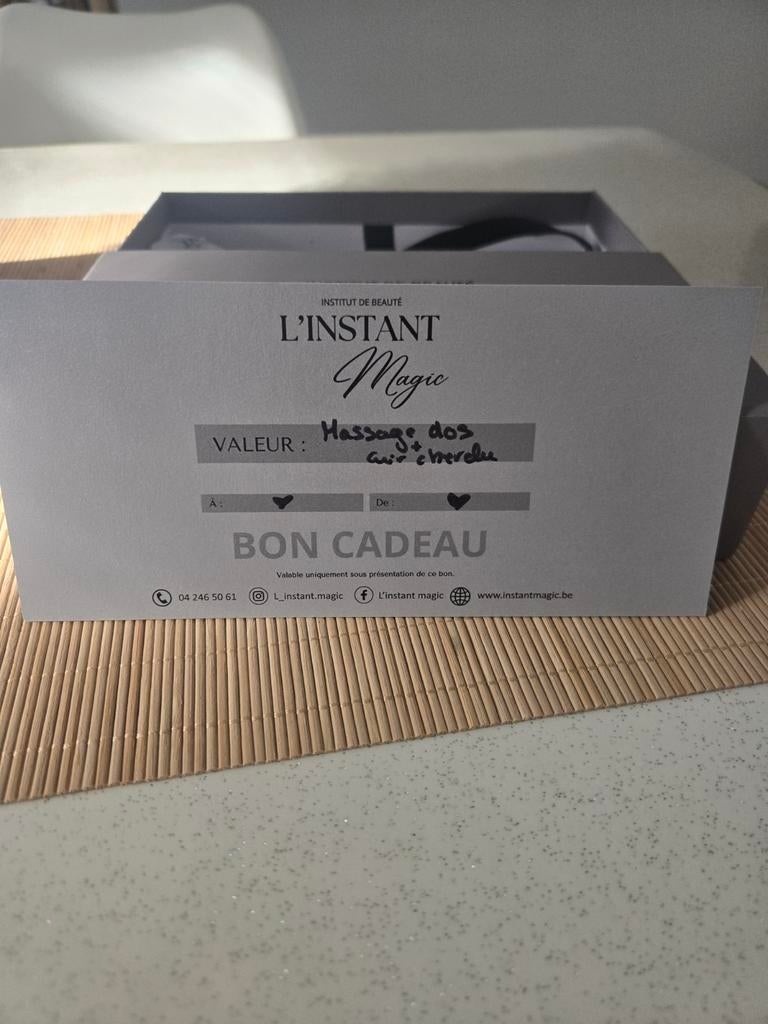 INSTITUT DE BEAUTÉ
L'INSTANT
Magic
VALEUR : Massage dos
+
cuir chevelu
À :
De :
BON CADEAU
Valable uniquement sous présentation de ce bon.
04 246 50 61 L_instant.magic L'instant magic www.instantmagic.be